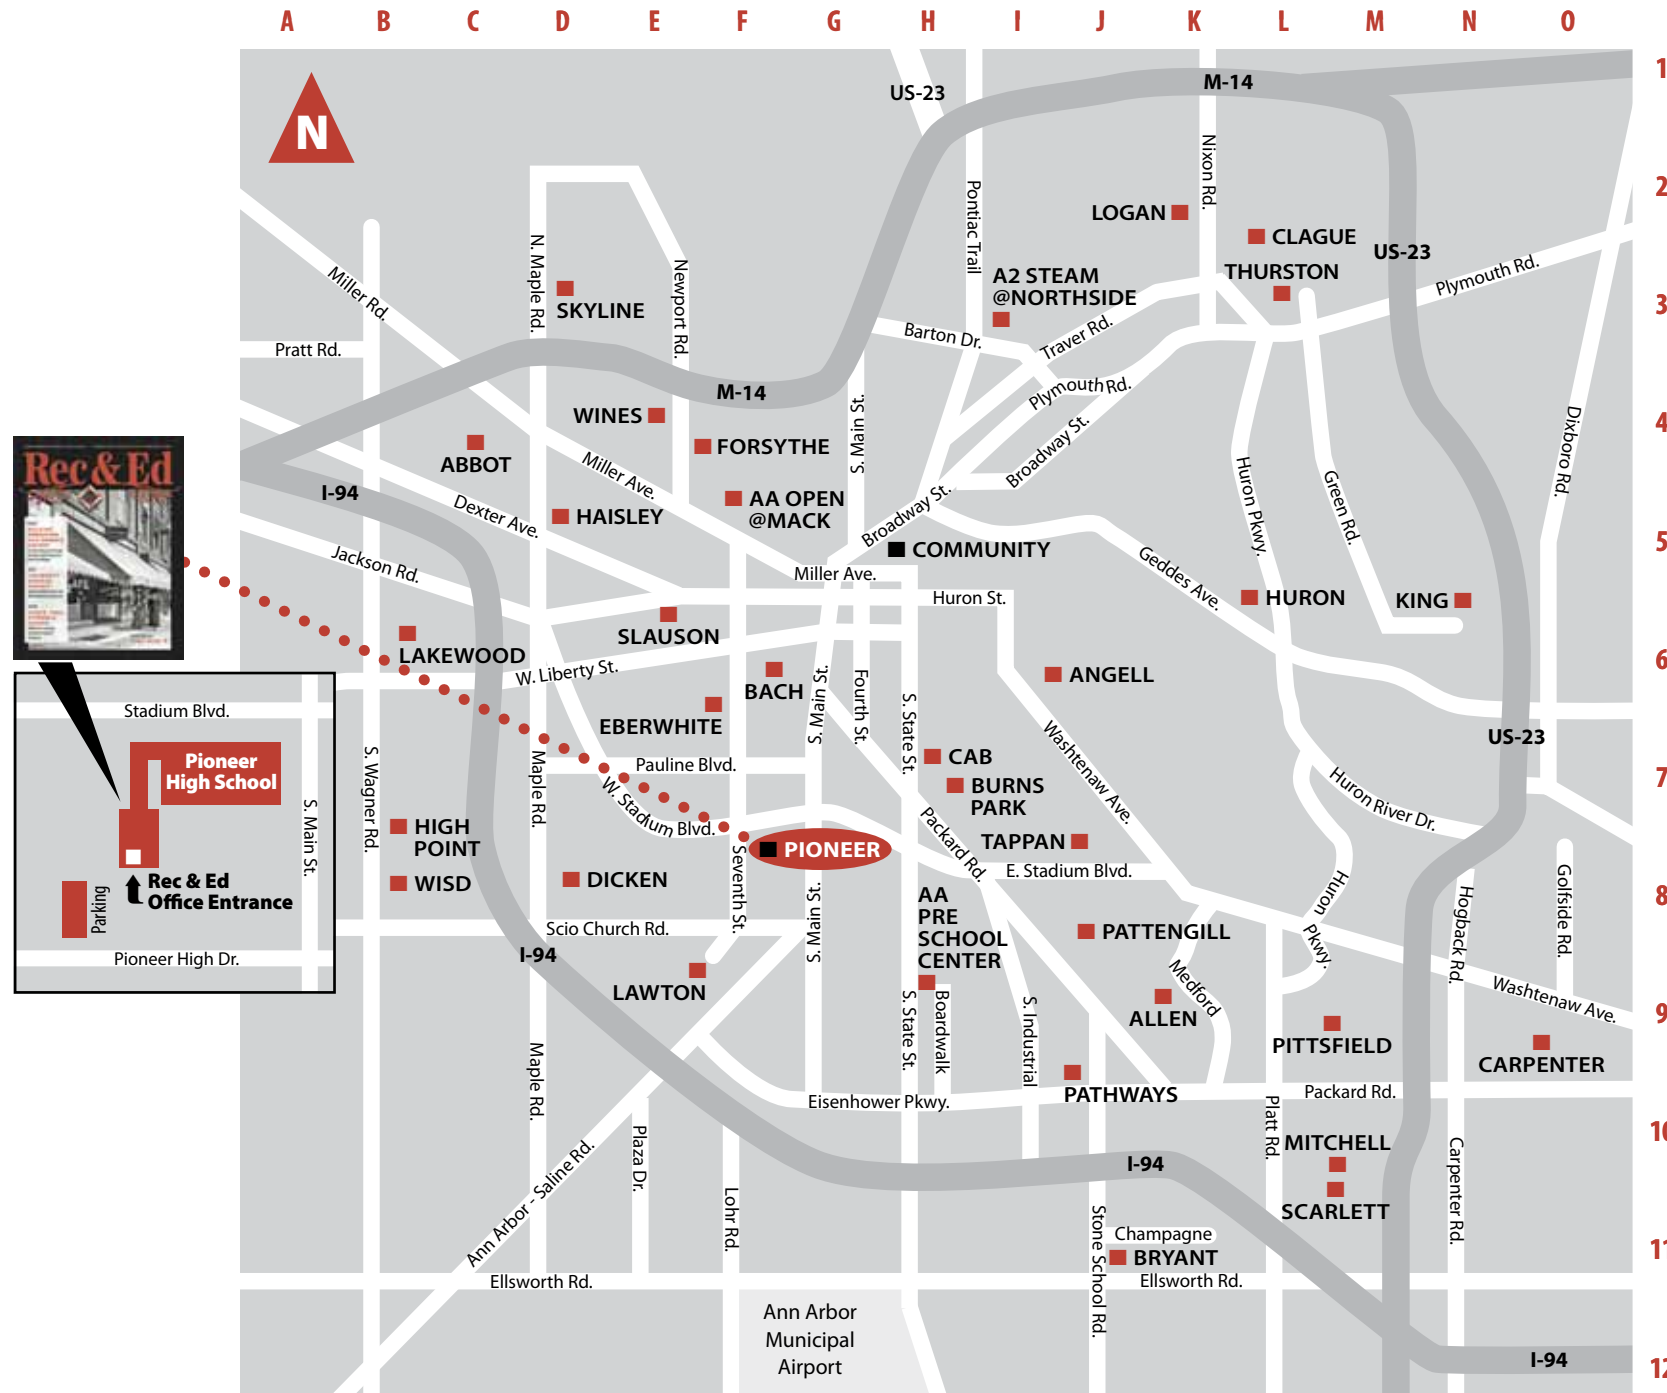 A B C D E F G H I J K L M N O
1
2
3
4
5
6
7
8
9
10
11
12
N
US-23
M-14
Nixon Rd.
Pontiac Trail
LOGAN
CLAGUE
US-23
THURSTON
Plymouth Rd.
A2 STEAM
@NORTHSIDE
N. Maple Rd.
Newport Rd.
Miller Rd.
SKYLINE
Barton Dr.
Traver Rd.
Pratt Rd.
M-14
Plymouth Rd.
S. Main St.
WINES
FORSYTHE
ABBOT
Broadway St.
Dixboro Rd.
Rec & Ed
I-94
Miller Ave.
Dexter Ave.
AA OPEN
@MACK
HAISLEY
Broadway St.
Huron Pkwy.
Green Rd.
COMMUNITY
Jackson Rd.
Miller Ave.
Geddes Ave.
Huron St.
HURON
KING
SLAUSON
LAKEWOOD
W. Liberty St.
BACH
ANGELL
S. Main St.
Fourth St.
S. State St.
EBERWHITE
Stadium Blvd.
US-23
Pioneer
High School
S. Main St.
S. Wagner Rd.
Maple Rd.
Pauline Blvd.
W. Stadium Blvd.
CAB
BURNS
PARK
Washtenaw Ave.
Huron River Dr.
HIGH
POINT
PIONEER
Packard Rd.
TAPPAN
E. Stadium Blvd.
Seventh St.
WISD
DICKEN
Rec & Ed
Office Entrance
Parking
AA
PRE
SCHOOL
CENTER
Huron
Pkwy.
Hogback Rd.
Golfside Rd.
Scio Church Rd.
S. Main St.
PATTENGILL
I-94
Pioneer High Dr.
LAWTON
S. State St.
Boardwalk
S. Industrial
Medford
ALLEN
Washtenaw Ave.
PITTSFIELD
CARPENTER
Maple Rd.
PATHWAYS
Eisenhower Pkwy.
Packard Rd.
Platt Rd.
Plaza Dr.
Ann Arbor - Saline Rd.
MITCHELL
I-94
Carpenter Rd.
SCARLETT
Lohr Rd.
Stone School Rd.
Champagne
BRYANT
Ellsworth Rd.
Ellsworth Rd.
Ann Arbor
Municipal
Airport
I-94